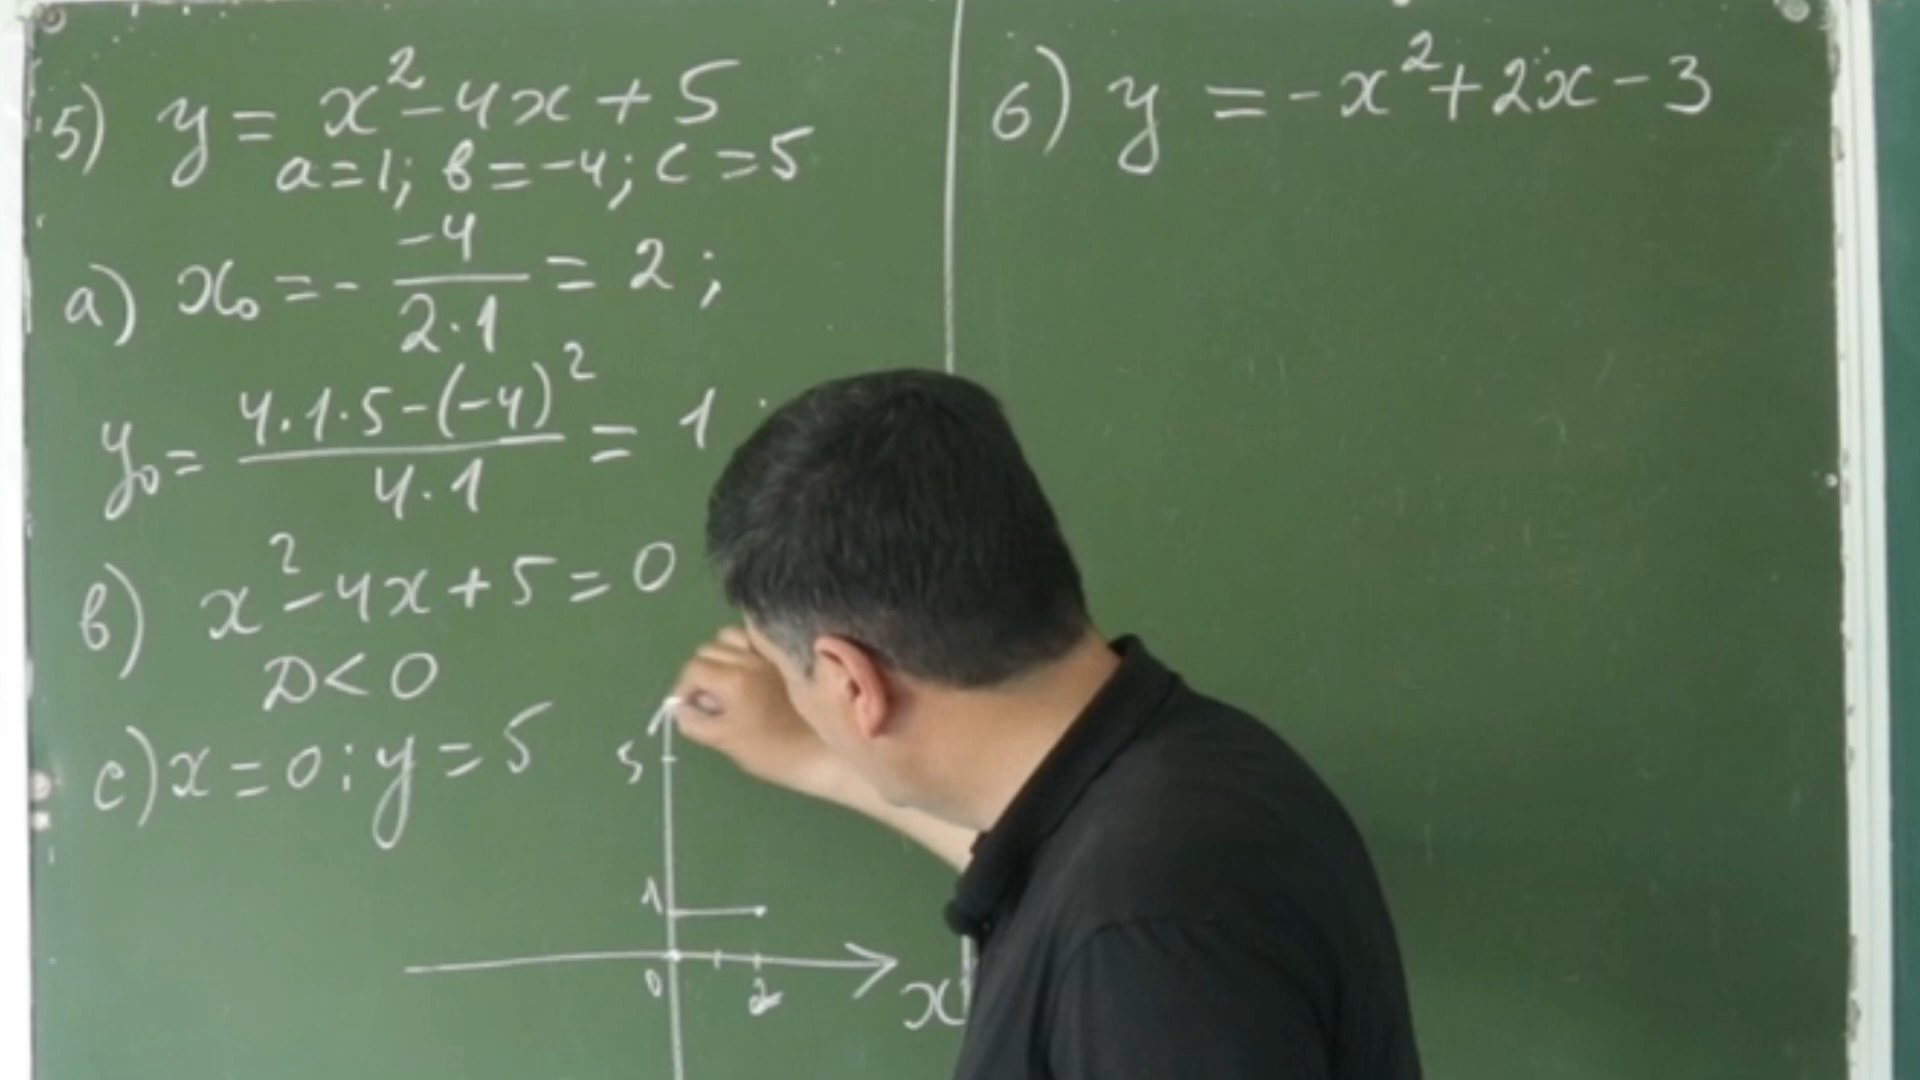 5) y = x² - 4x + 5
a = 1; b = -4; c = 5
a) x₀ = - -4/(2·1) = 2;
y₀ = (4·1·5 - (-4)²)/(4·1) = 1
b) x² - 4x + 5 = 0
D < 0
c) x = 0; y = 5
5
1
0 2 x
6) y = -x² + 2x - 3